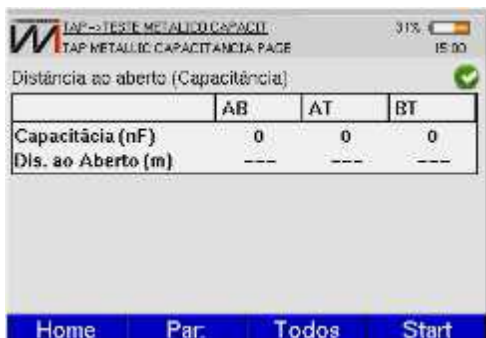 TAP->TESTE METALICO CAPACIT
31%
TAP METALLIC CAPACITANCIA PAGE
15:00
Distância ao aberto (Capacitância)
AB AT BT
Capacitâcia (nF) 0 0 0
Dis. ao Aberto (m) --- --- ---
Home Par: Todos Start